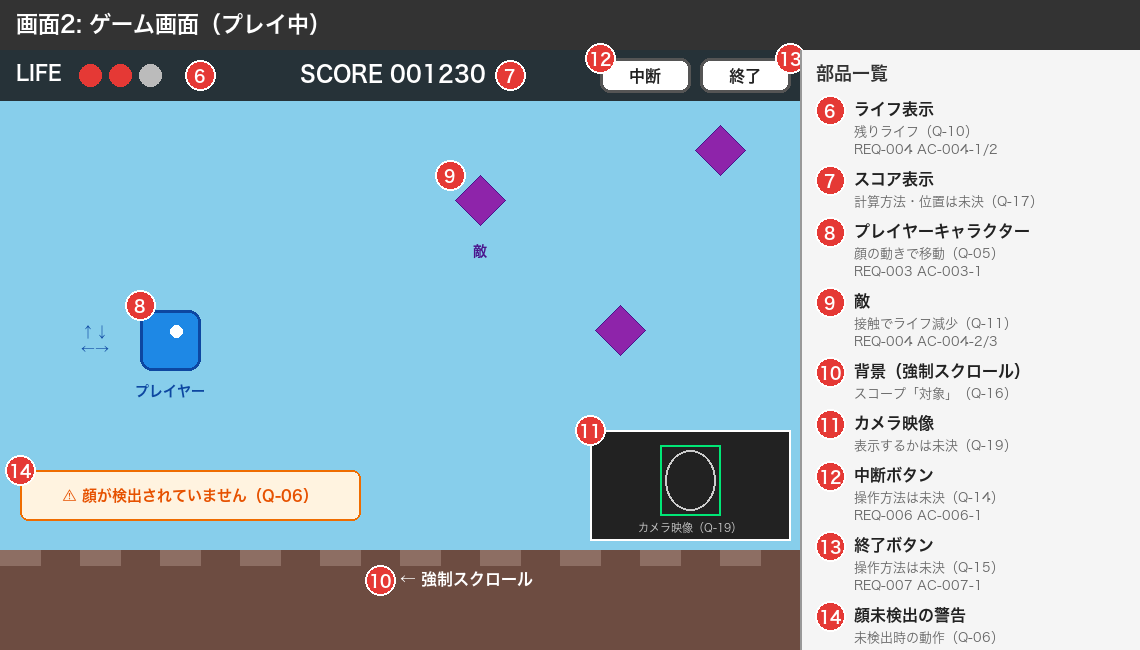 画面2: ゲーム画面（プレイ中）
LIFE
6
SCORE 001230
7
12
中断
終了
13
9
敵
8
↑↓
←→
プレイヤー
14
⚠ 顔が検出されていません（Q-06）
11
カメラ映像（Q-19）
10
← 強制スクロール
部品一覧
6
ライフ表示
残りライフ（Q-10）
REQ-004 AC-004-1/2
7
スコア表示
計算方法・位置は未決（Q-17）
8
プレイヤーキャラクター
顔の動きで移動（Q-05）
REQ-003 AC-003-1
9
敵
接触でライフ減少（Q-11）
REQ-004 AC-004-2/3
10
背景（強制スクロール）
スコープ「対象」（Q-16）
11
カメラ映像
表示するかは未決（Q-19）
12
中断ボタン
操作方法は未決（Q-14）
REQ-006 AC-006-1
13
終了ボタン
操作方法は未決（Q-15）
REQ-007 AC-007-1
14
顔未検出の警告
未検出時の動作（Q-06）